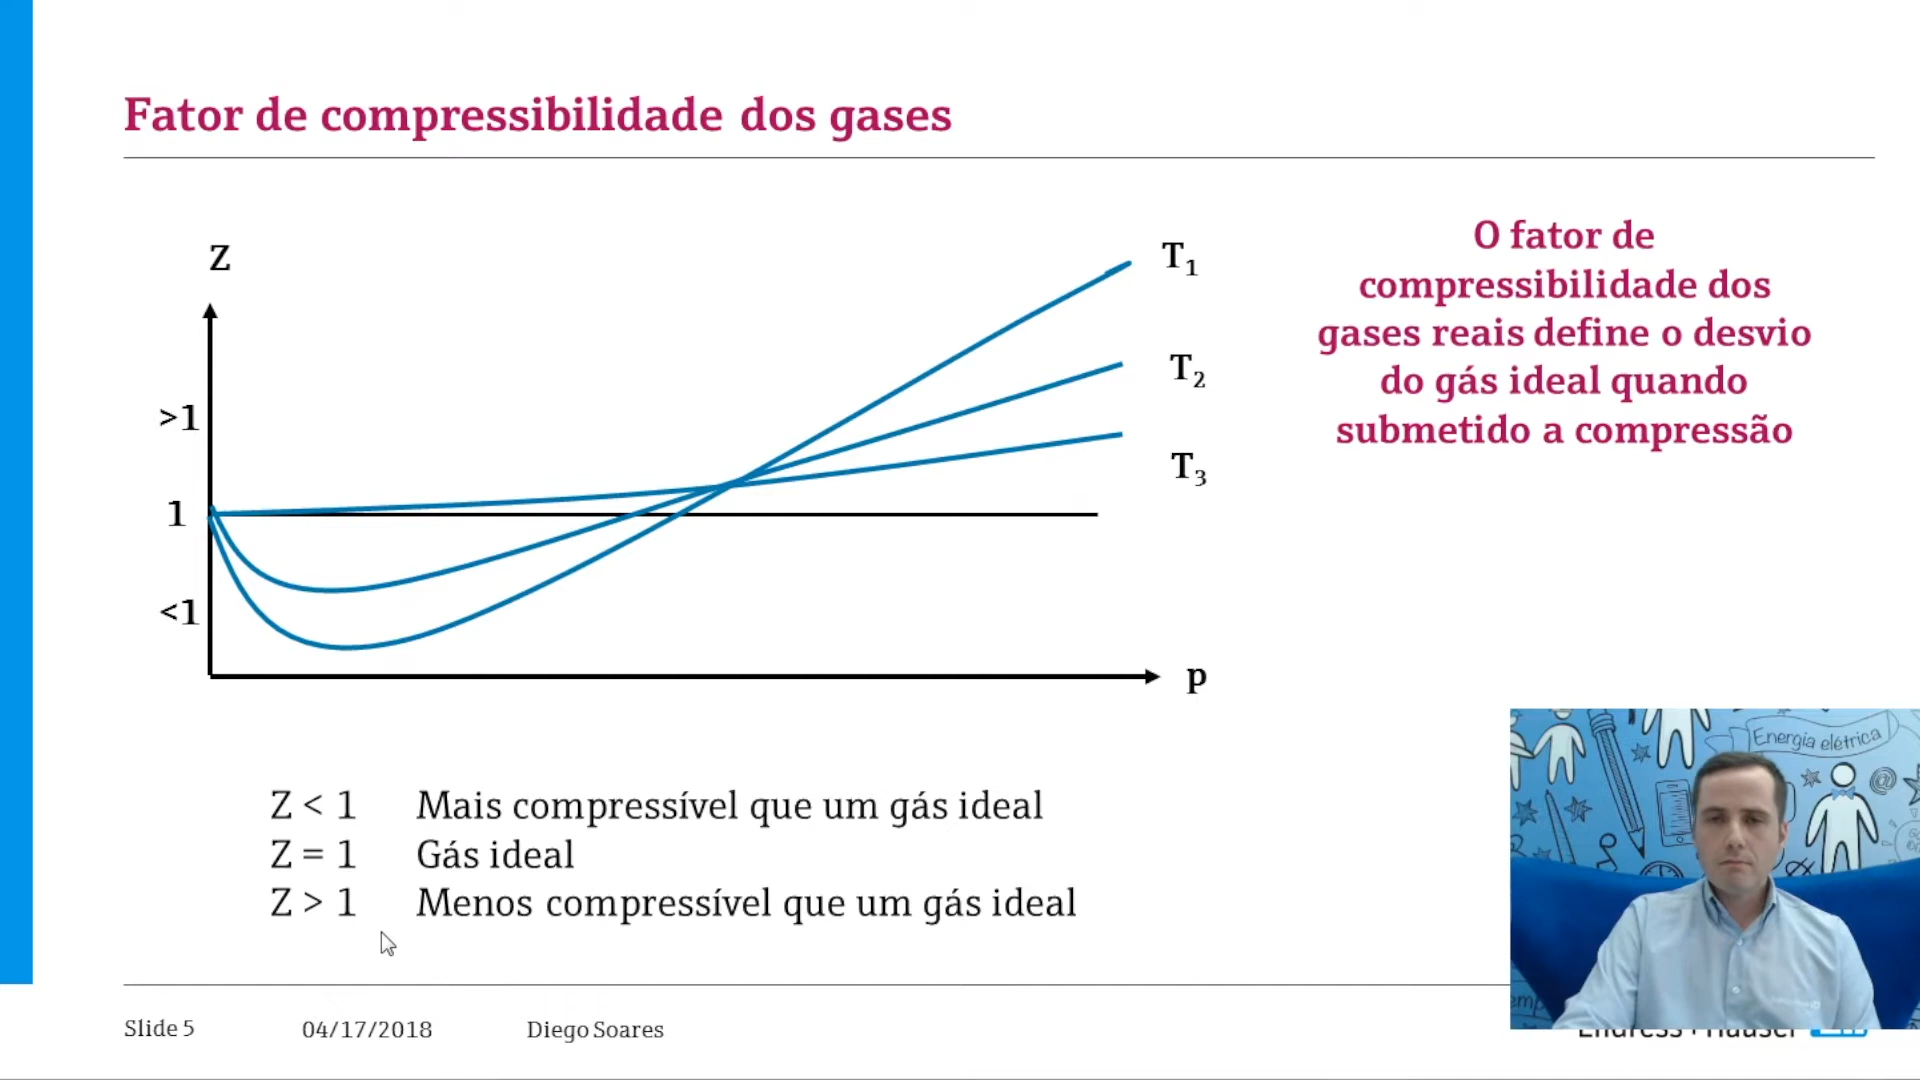 Fator de compressibilidade dos gases
Z
>1
1
<1
T1
T2
T3
p
O fator de
compressibilidade dos
gases reais define o desvio
do gás ideal quando
submetido a compressão
Z < 1 Mais compressível que um gás ideal
Z = 1 Gás ideal
Z > 1 Menos compressível que um gás ideal
Energia elétrica
Slide 5 04/17/2018 Diego Soares